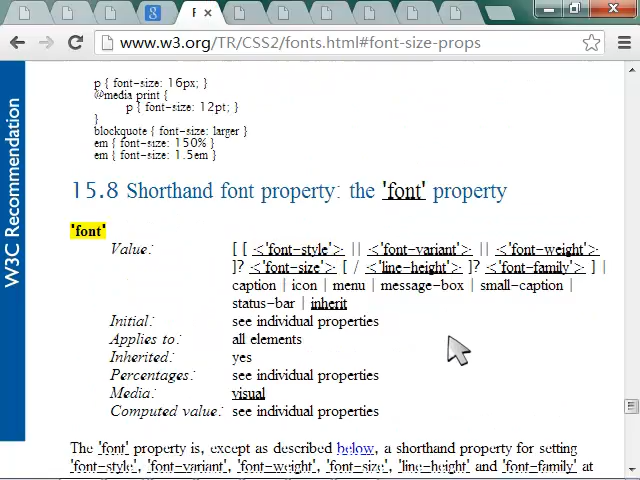 www.w3.org/TR/CSS2/fonts.html#font-size-props
W3C Recommendation
p { font-size: 16px; }
@media print {
p { font-size: 12pt; }
}
blockquote { font-size: larger }
em { font-size: 150% }
em { font-size: 1.5em }
15.8 Shorthand font property: the 'font' property
'font'
Value: [ [ <'font-style'> || <'font-variant'> || <'font-weight'>
]? <'font-size'> [ / <'line-height'> ]? <'font-family'> ] |
caption | icon | menu | message-box | small-caption |
status-bar | inherit
Initial: see individual properties
Applies to: all elements
Inherited: yes
Percentages: see individual properties
Media: visual
Computed value: see individual properties
The 'font' property is, except as described below, a shorthand property for setting
'font-style', 'font-variant', 'font-weight', 'font-size', 'line-height' and 'font-family' at